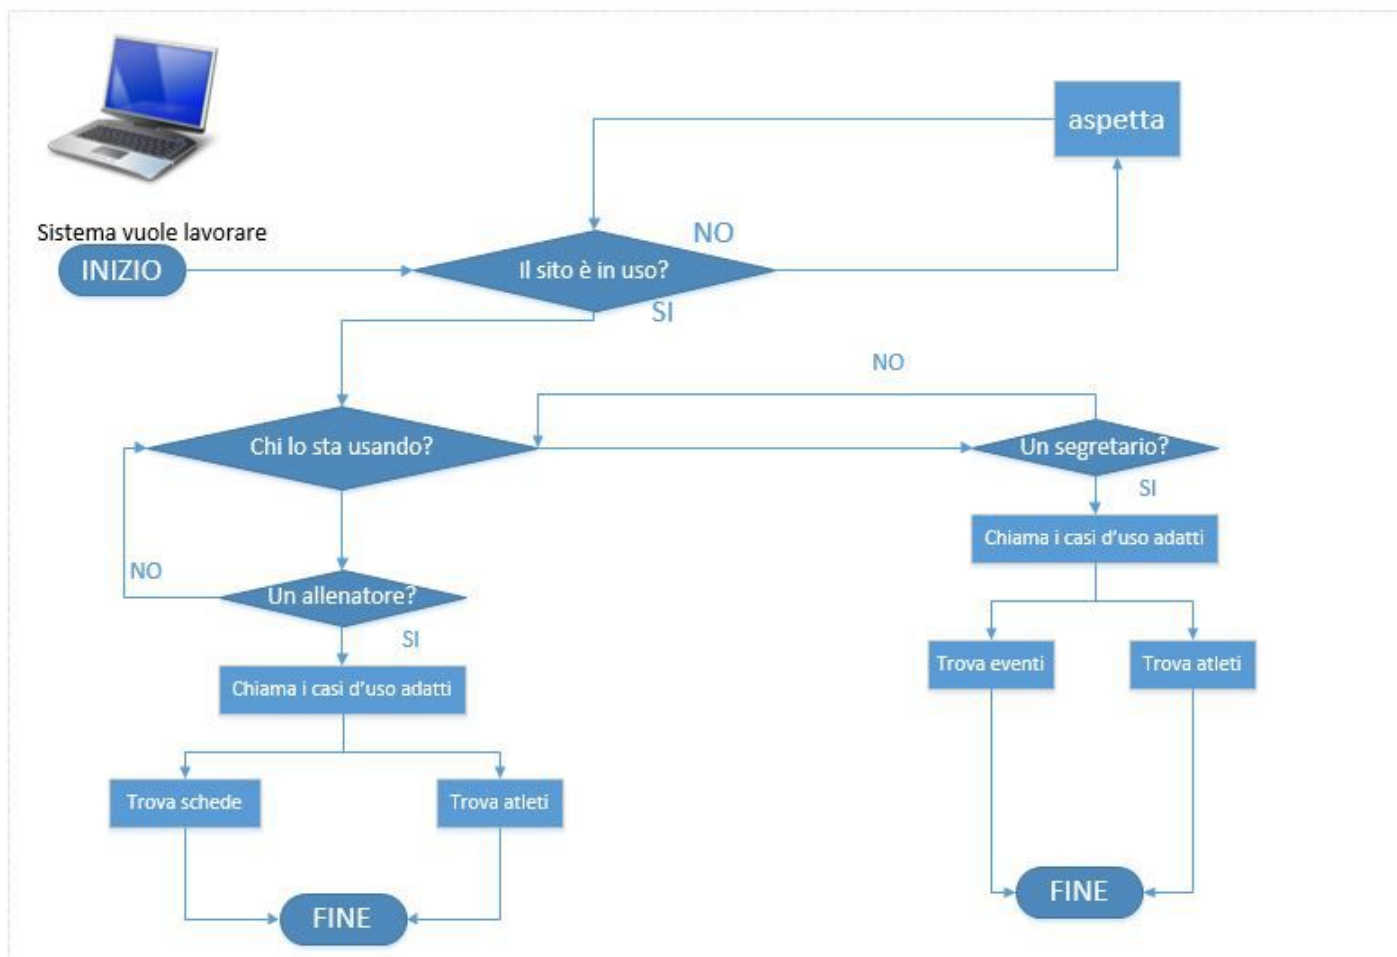 aspetta
Sistema vuole lavorare
NO
INIZIO
Il sito è in uso?
SI
NO
Chi lo sta usando?
Un segretario?
SI
Chiama i casi d'uso adatti
NO
Un allenatore?
SI
Trova eventi
Trova atleti
Chiama i casi d'uso adatti
Trova schede
Trova atleti
FINE
FINE